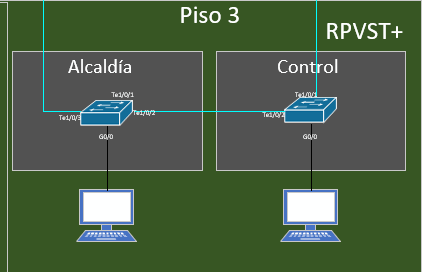 Piso 3
RPVST+
Alcaldía
Control
Te1/0/1
Te1/0/3
Te1/0/2
G0/0
Te1/0/1
Te1/0/2
G0/0